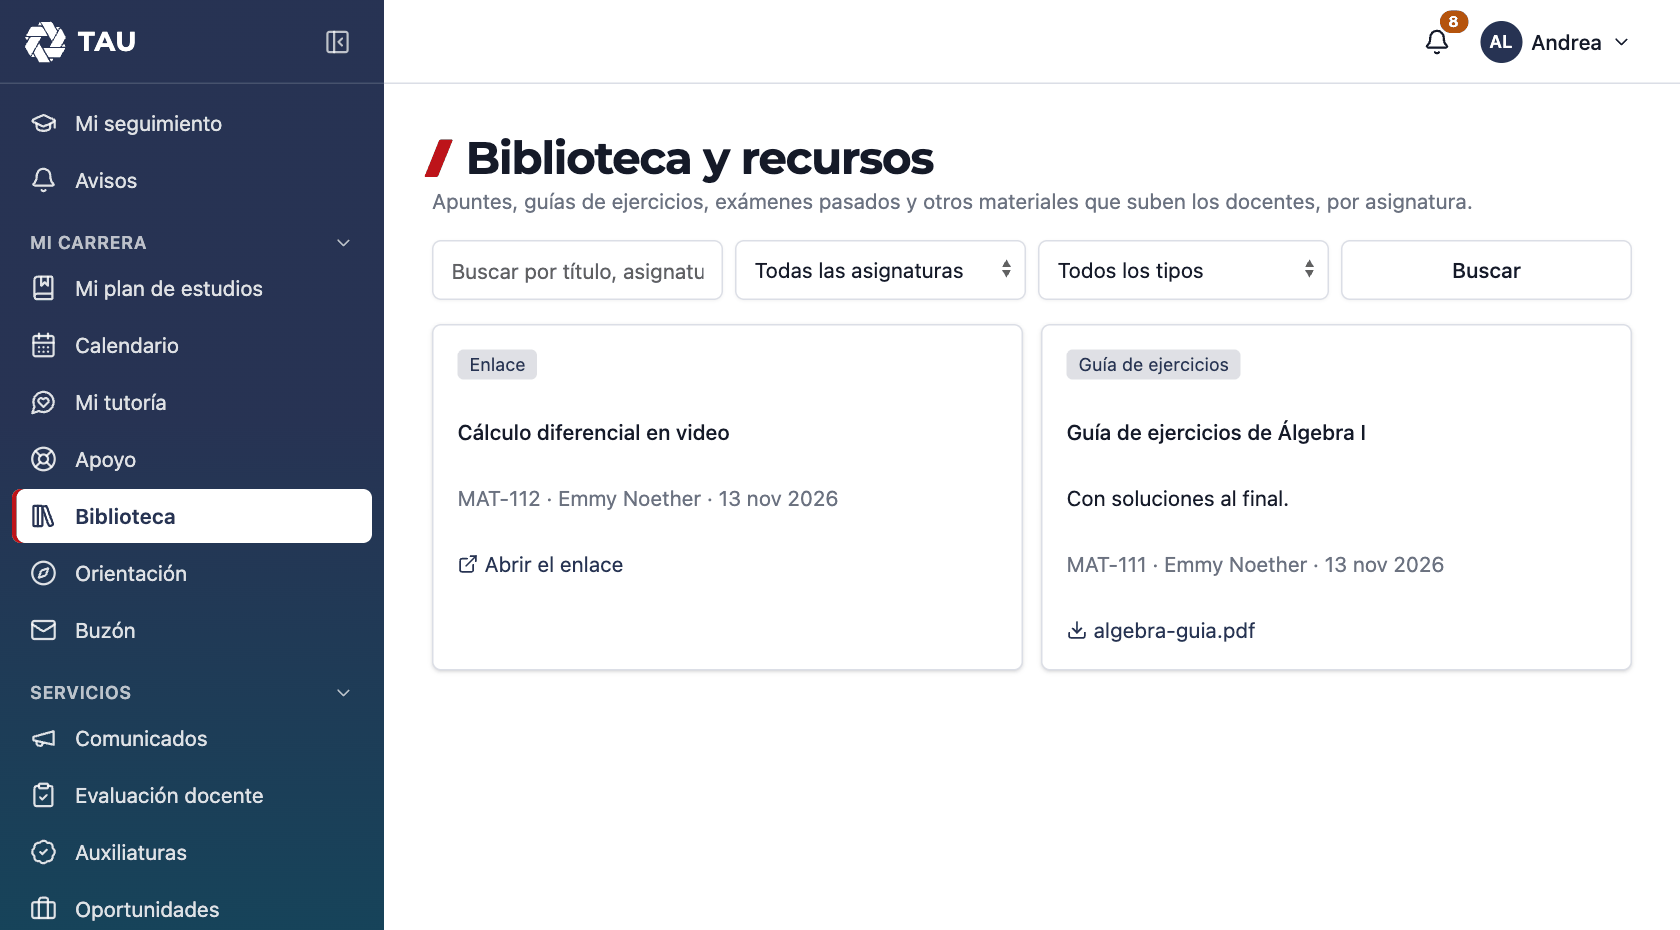 TAU
8
AL
Andrea
Mi seguimiento
Avisos
MI CARRERA
Mi plan de estudios
Calendario
Mi tutoría
Apoyo
Biblioteca
Orientación
Buzón
SERVICIOS
Comunicados
Evaluación docente
Auxiliaturas
Oportunidades
Biblioteca y recursos
Apuntes, guías de ejercicios, exámenes pasados y otros materiales que suben los docentes, por asignatura.
Buscar por título, asignatu
Todas las asignaturas
Todos los tipos
Buscar
Enlace
Cálculo diferencial en video
MAT-112 · Emmy Noether · 13 nov 2026
Abrir el enlace
Guía de ejercicios
Guía de ejercicios de Álgebra I
Con soluciones al final.
MAT-111 · Emmy Noether · 13 nov 2026
algebra-guia.pdf